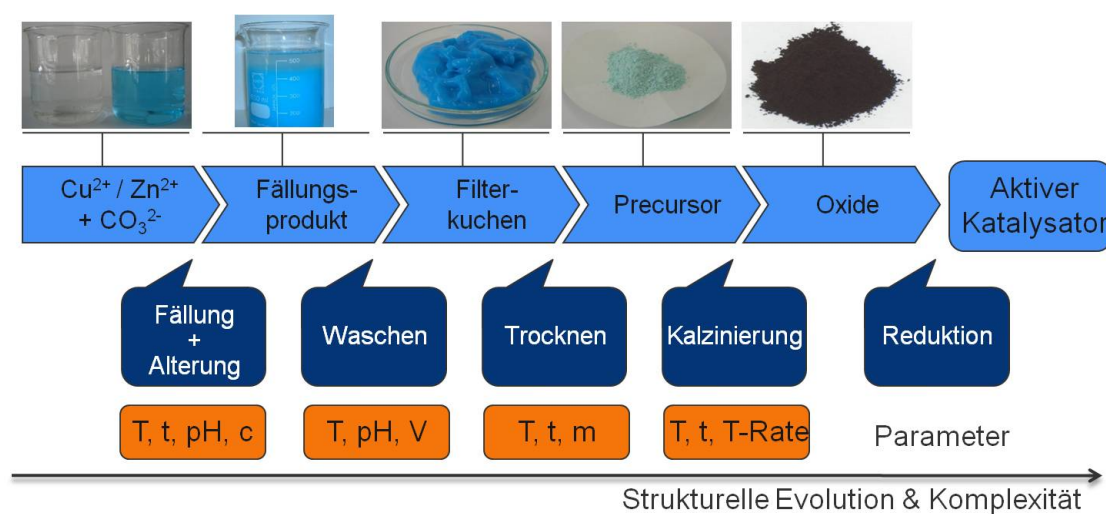 Cu²⁺ / Zn²⁺
+ CO₃²⁻
Fällungs-
produkt
Filter-
kuchen
Precursor
Oxide
Aktiver
Katalysator
Fällung
+
Alterung
Waschen
Trocknen
Kalzinierung
Reduktion
T, t, pH, c
T, pH, V
T, t, m
T, t, T-Rate
Parameter
Strukturelle Evolution & Komplexität